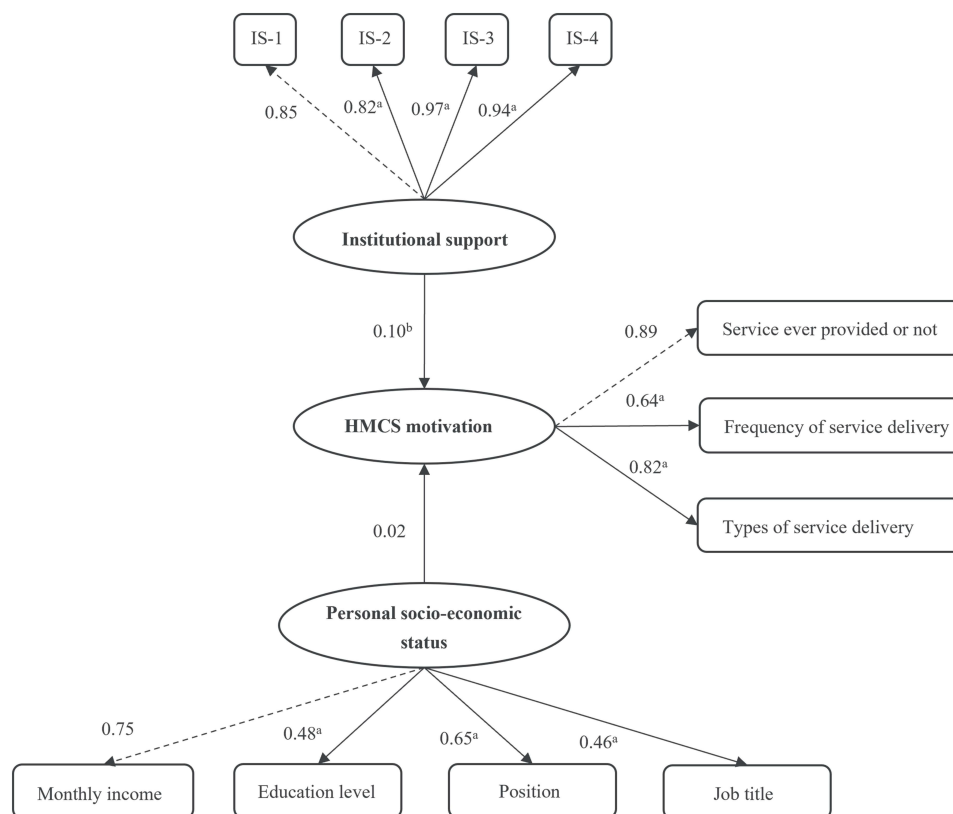 IS-1
IS-2
IS-3
IS-4
0.85
0.82ᵃ
0.97ᵃ
0.94ᵃ
Institutional support
0.10ᵇ
0.89
Service ever provided or not
HMCS motivation
0.64ᵃ
Frequency of service delivery
0.82ᵃ
Types of service delivery
0.02
Personal socio-economic
status
0.75
0.48ᵃ
0.65ᵃ
0.46ᵃ
Monthly income
Education level
Position
Job title